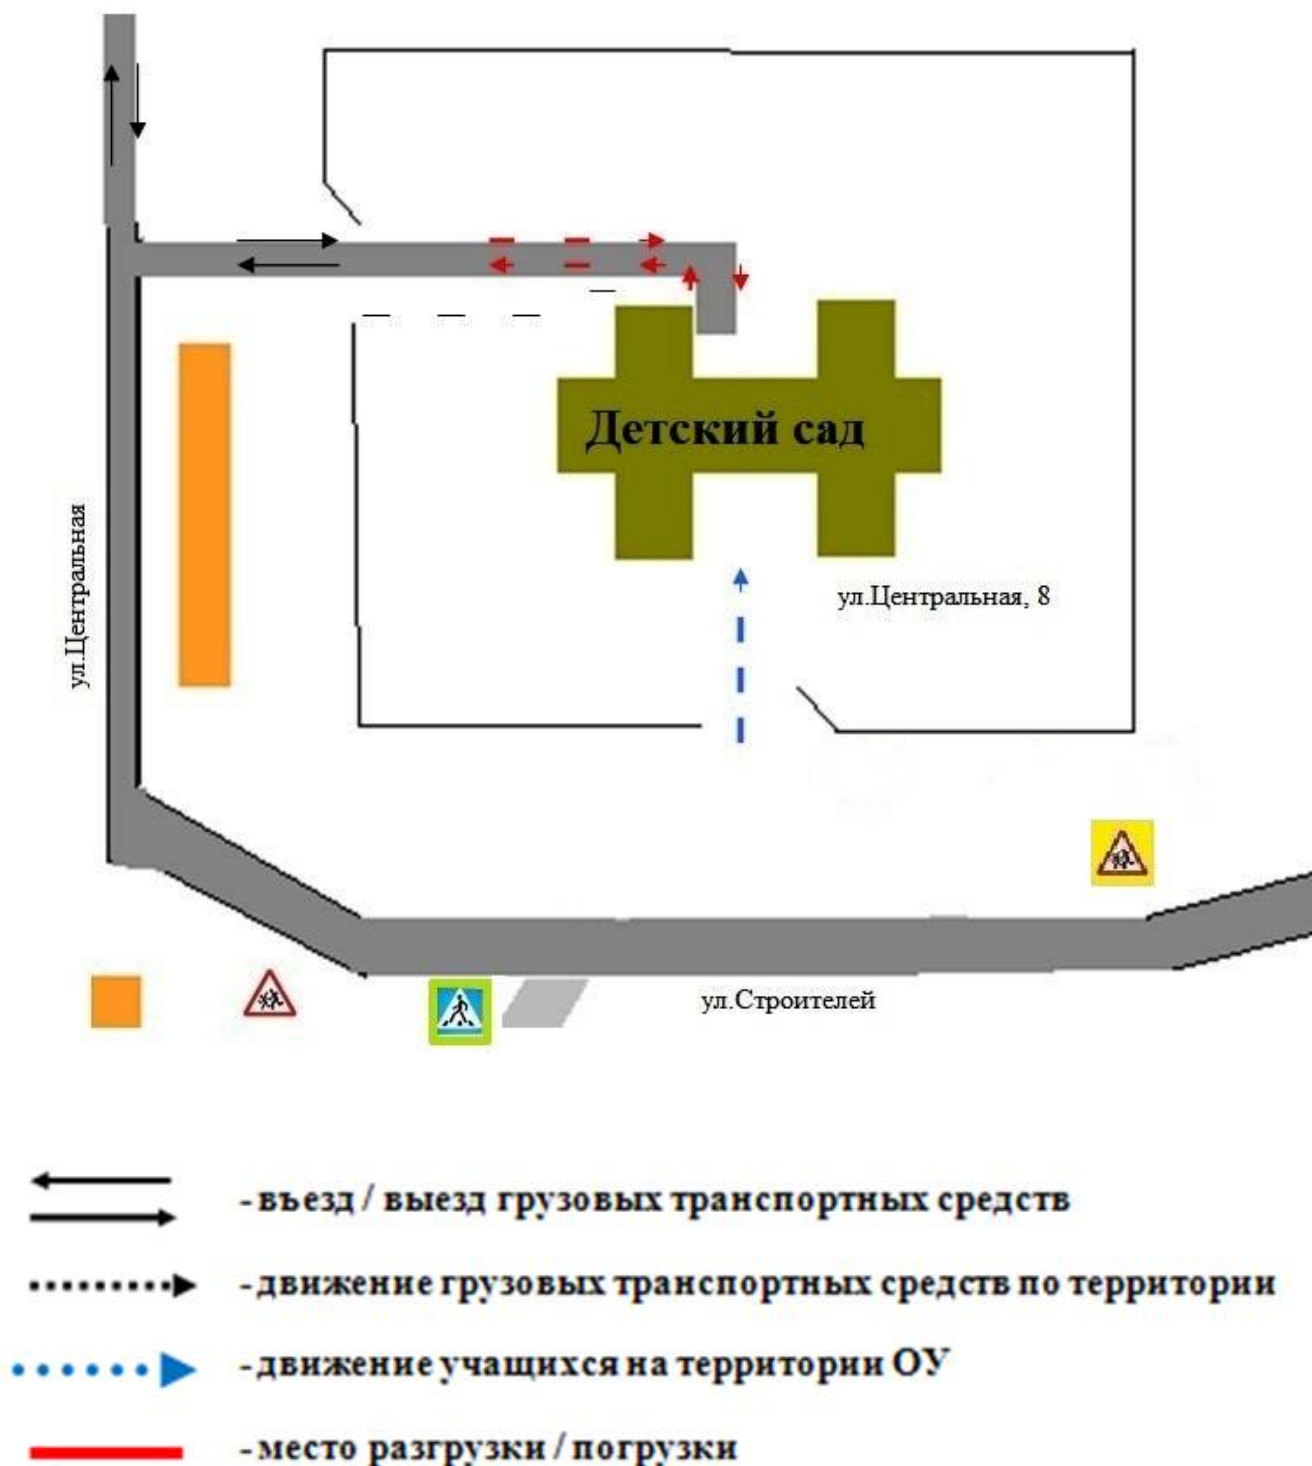 Детский сад
ул.Центральная
ул.Центральная, 8
ул.Строителей
- въезд / выезд грузовых транспортных средств
- движение грузовых транспортных средств по территории
- движение учащихся на территории ОУ
- место разгрузки / погрузки